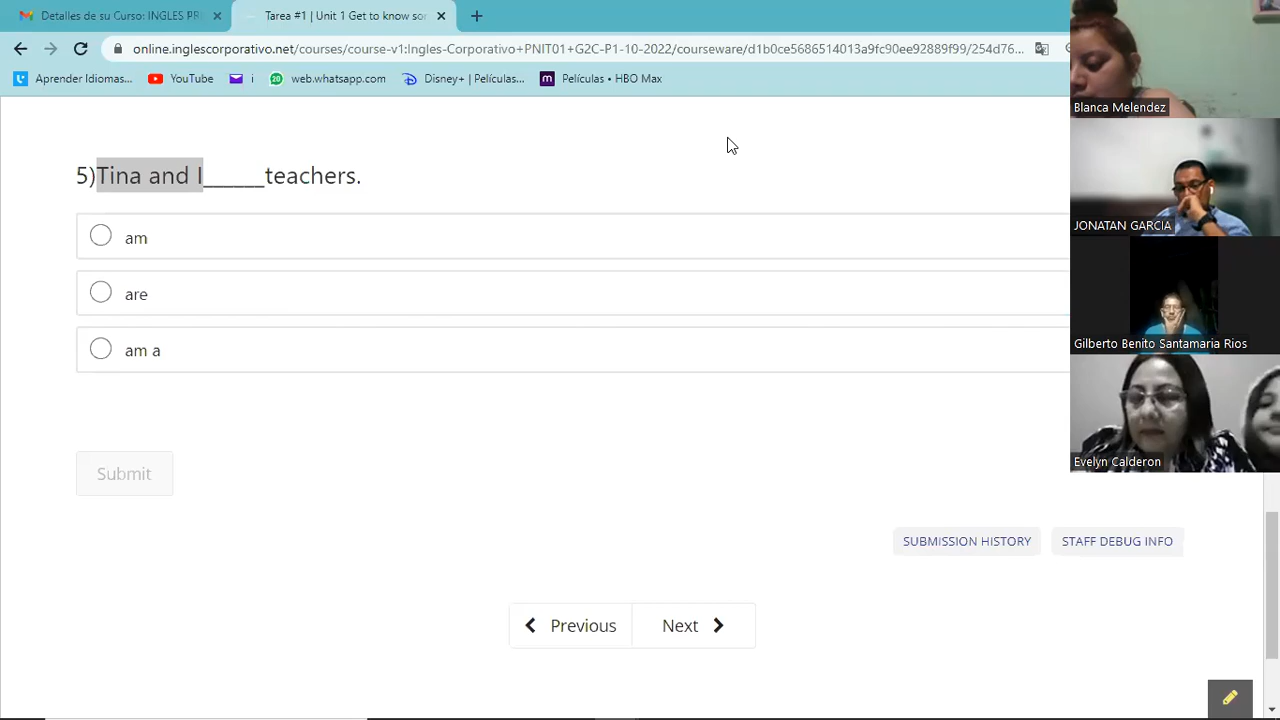 Detalles de su Curso: INGLES PR
Tarea #1 | Unit 1 Get to know som
online.inglescorporativo.net/courses/course-v1:Ingles-Corporativo+PNIT01+G2C-P1-10-2022/courseware/d1b0ce5686514013a9fc90ee92889f99/254d76...
Aprender Idiomas...
YouTube
i
20
web.whatsapp.com
Disney+ | Películas,...
Películas • HBO Max
5)Tina and I______teachers.
am
are
am a
Submit
SUBMISSION HISTORY
STAFF DEBUG INFO
Previous
Next
Blanca Melendez
JONATAN GARCIA
Gilberto Benito Santamaria Rios
Evelyn Calderon